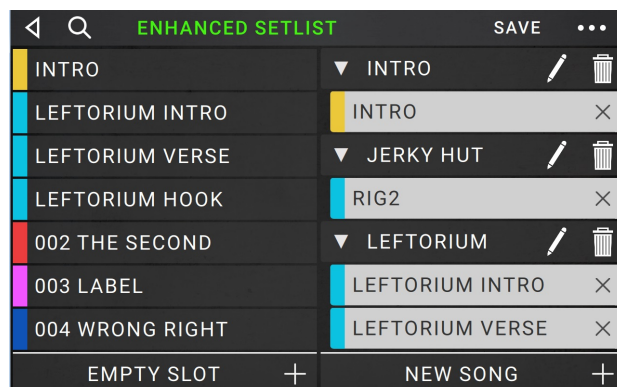 ENHANCED SETLIST SAVE
INTRO
LEFTORIUM INTRO
LEFTORIUM VERSE
LEFTORIUM HOOK
002 THE SECOND
003 LABEL
004 WRONG RIGHT
EMPTY SLOT
INTRO
INTRO
JERKY HUT
RIG2
LEFTORIUM
LEFTORIUM INTRO
LEFTORIUM VERSE
NEW SONG